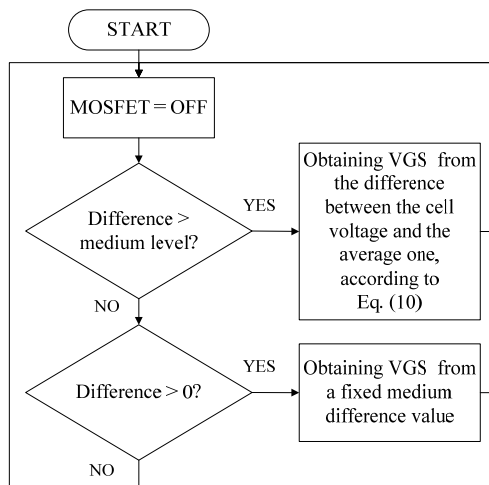 START
MOSFET = OFF
Difference >
medium level?
YES
Obtaining VGS from
the difference
between the cell
voltage and the
average one,
according to
Eq. (10)
NO
Difference > 0?
YES
Obtaining VGS from
a fixed medium
difference value
NO